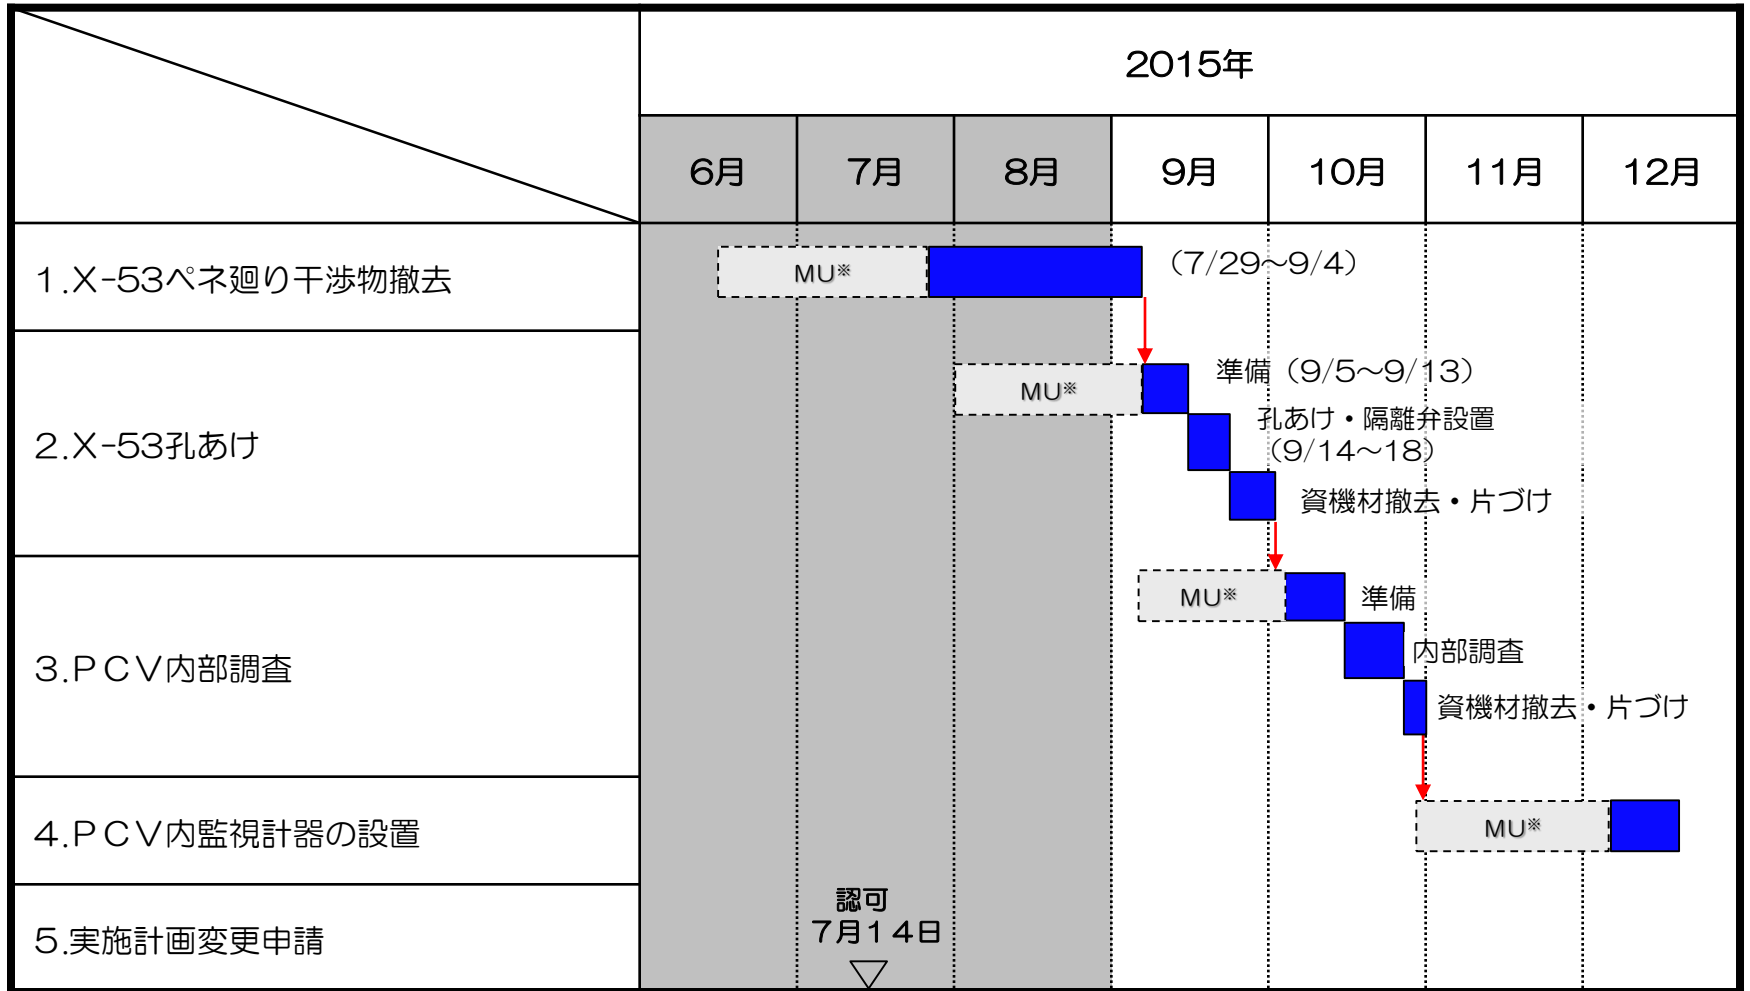 2015年
6月 7月 8月 9月 10月 11月 12月
1.X-53ペネ廻り干渉物撤去
MU※
（7/29～9/4）
2.X-53孔あけ
MU※
準備（9/5～9/13）
孔あけ・隔離弁設置
（9/14～18）
資機材撤去・片づけ
3.ＰＣＶ内部調査
MU※
準備
内部調査
資機材撤去・片づけ
4.ＰＣＶ内監視計器の設置
MU※
5.実施計画変更申請
認可
７月１４日